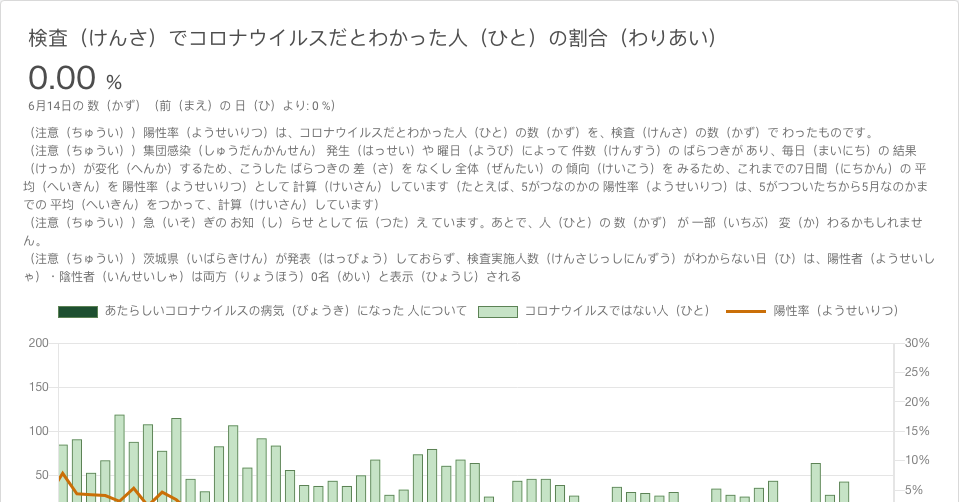 検査（けんさ）でコロナウイルスだとわかった人（ひと）の割合（わりあい）
0.00 %
6月14日の 数（かず）（前（まえ）の 日（ひ）より: 0 %）
（注意（ちゅうい））陽性率（ようせいりつ）は、コロナウイルスだとわかった人（ひと）の数（かず）を、検査（けんさ）の数（かず）で わったものです。
（注意（ちゅうい））集団感染（しゅうだんかんせん） 発生（はっせい）や 曜日（ようび）によって 件数（けんすう）の ばらつきが あり、毎日（まいにち）の 結果
（けっか）が変化（へんか）するため、こうした ばらつきの 差（さ）を なくし 全体（ぜんたい）の 傾向（けいこう）を みるため、これまでの7日間（にちかん）の 平
均（へいきん）を 陽性率（ようせいりつ）として 計算（けいさん）しています（たとえば、5がつなのかの 陽性率（ようせいりつ）は、5がつついたちから5月なのかま
での 平均（へいきん）をつかって、計算（けいさん）しています）
（注意（ちゅうい））急（いそ）ぎの お知（し）らせ として 伝（つた）え ています。あとで、人（ひと）の 数（かず） が 一部（いちぶ） 変（か）わるかもしれませ
ん。
（注意（ちゅうい））茨城県（いばらきけん）が発表（はっぴょう）しておらず、検査実施人数（けんさじっしにんずう）がわからない日（ひ）は、陽性者（ようせいし
ゃ）・陰性者（いんせいしゃ）は両方（りょうほう）0名（めい）と表示（ひょうじ）される
あたらしいコロナウイルスの病気（びょうき）になった 人について コロナウイルスではない人（ひと） 陽性率（ようせいりつ）
200 30%
25%
150
20%
100 15%
10%
50
5%